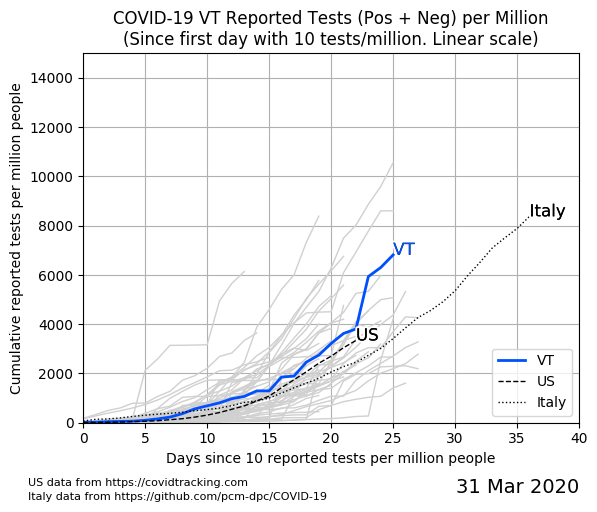 COVID-19 VT Reported Tests (Pos + Neg) per Million
(Since first day with 10 tests/million. Linear scale)
Cumulative reported tests per million people
14000
12000
10000
8000
6000
4000
2000
0
Italy
VT
US
VT
US
Italy
0 5 10 15 20 25 30 35 40
Days since 10 reported tests per million people
US data from https://covidtracking.com
Italy data from https://github.com/pcm-dpc/COVID-19
31 Mar 2020